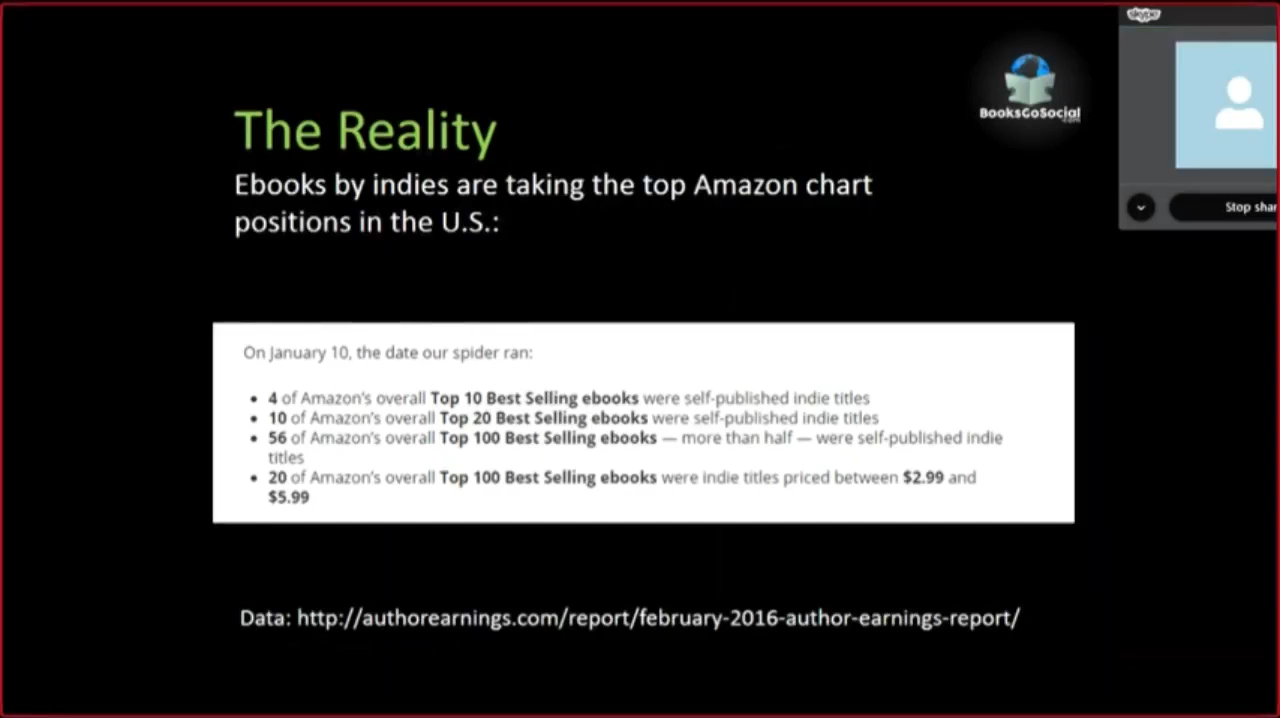 skype
BooksGoSocial
.com
The Reality
Ebooks by indies are taking the top Amazon chart
positions in the U.S.:
On January 10, the date our spider ran:
• 4 of Amazon's overall Top 10 Best Selling ebooks were self-published indie titles
• 10 of Amazon's overall Top 20 Best Selling ebooks were self-published indie titles
• 56 of Amazon's overall Top 100 Best Selling ebooks — more than half — were self-published indie
titles
• 20 of Amazon's overall Top 100 Best Selling ebooks were indie titles priced between $2.99 and
$5.99
Data: http://authorearnings.com/report/february-2016-author-earnings-report/
Stop shar